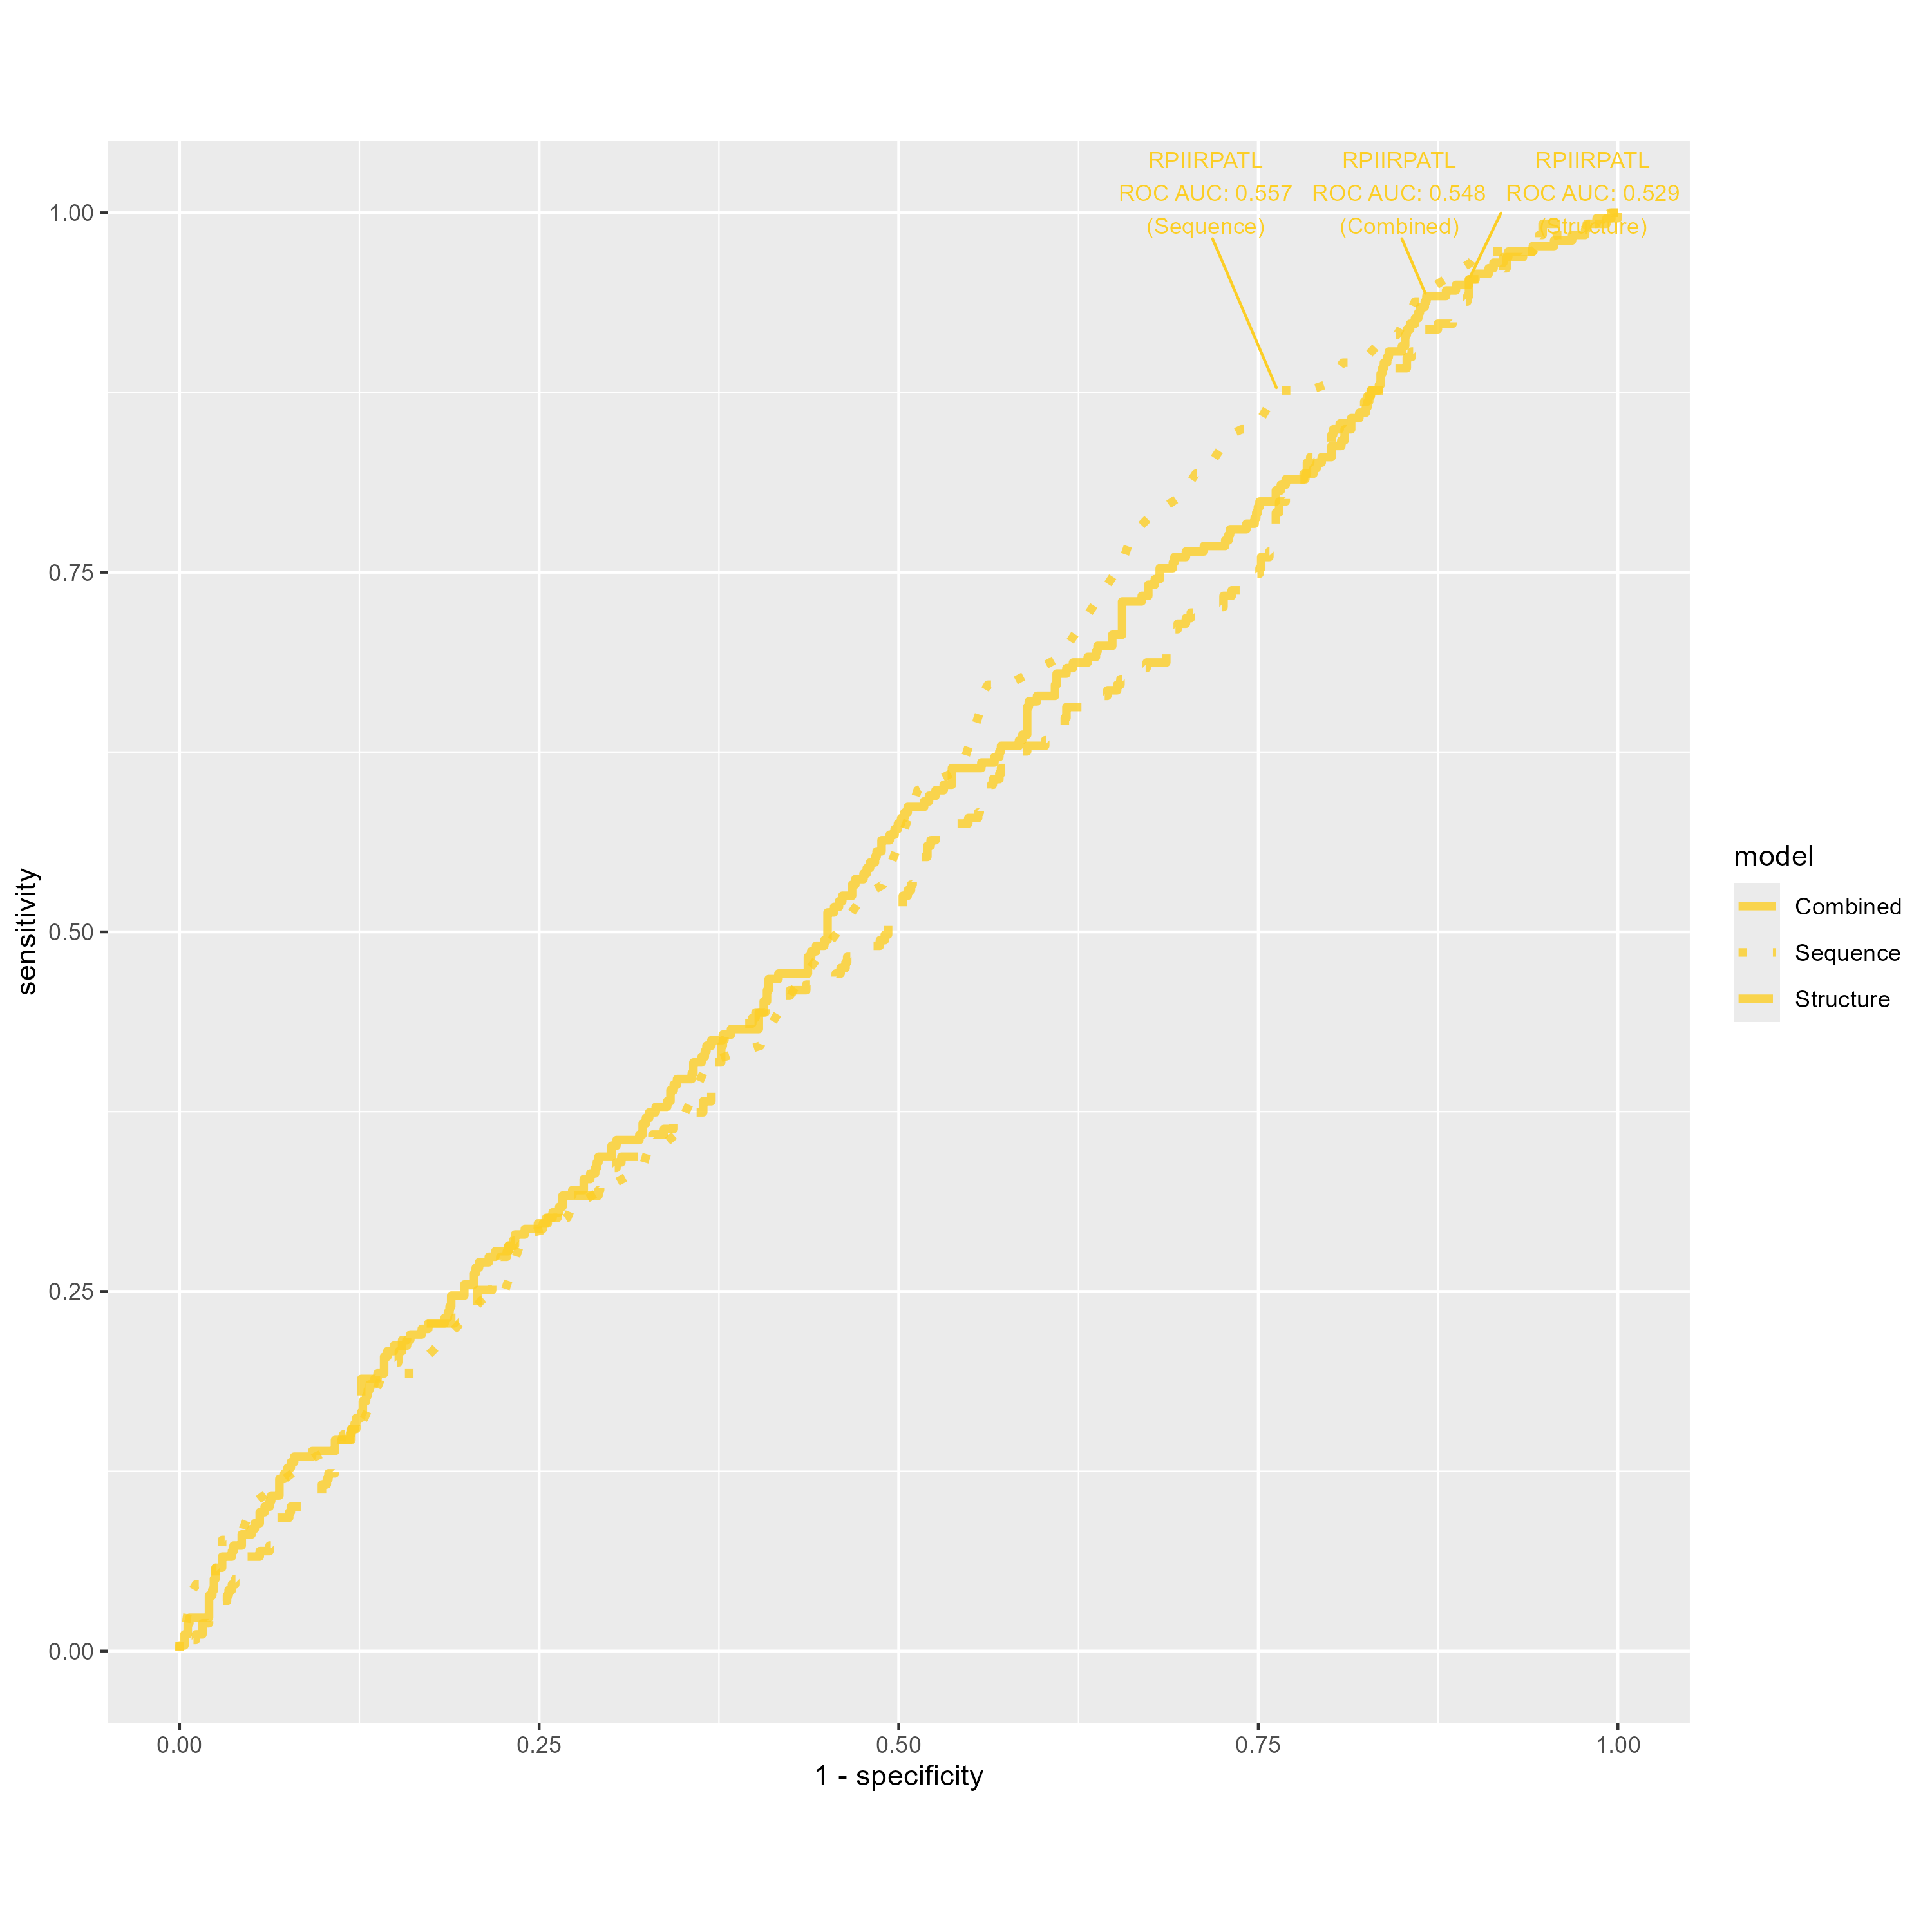 RPIIRPATL
ROC AUC: 0.557
(Sequence)
RPIIRPATL
ROC AUC: 0.548
(Combined)
RPIIRPATL
ROC AUC: 0.529
(Structure)
1.00
0.75
0.50
0.25
0.00
sensitivity
0.00
0.25
0.50
0.75
1.00
1 - specificity
model
Combined
Sequence
Structure